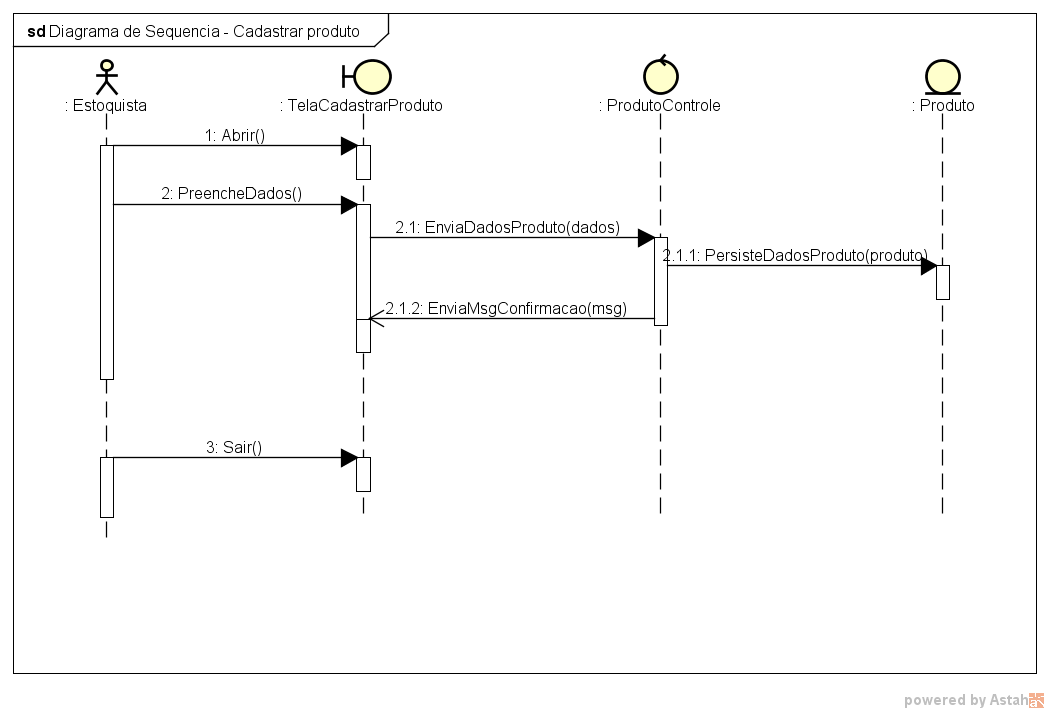 sd Diagrama de Sequencia - Cadastrar produto
: Estoquista
: TelaCadastrarProduto
: ProdutoControle
: Produto
1: Abrir()
2: PreencheDados()
2.1: EnviaDadosProduto(dados)
2.1.1: PersisteDadosProduto(produto)
2.1.2: EnviaMsgConfirmacao(msg)
3: Sair()
powered by Astah